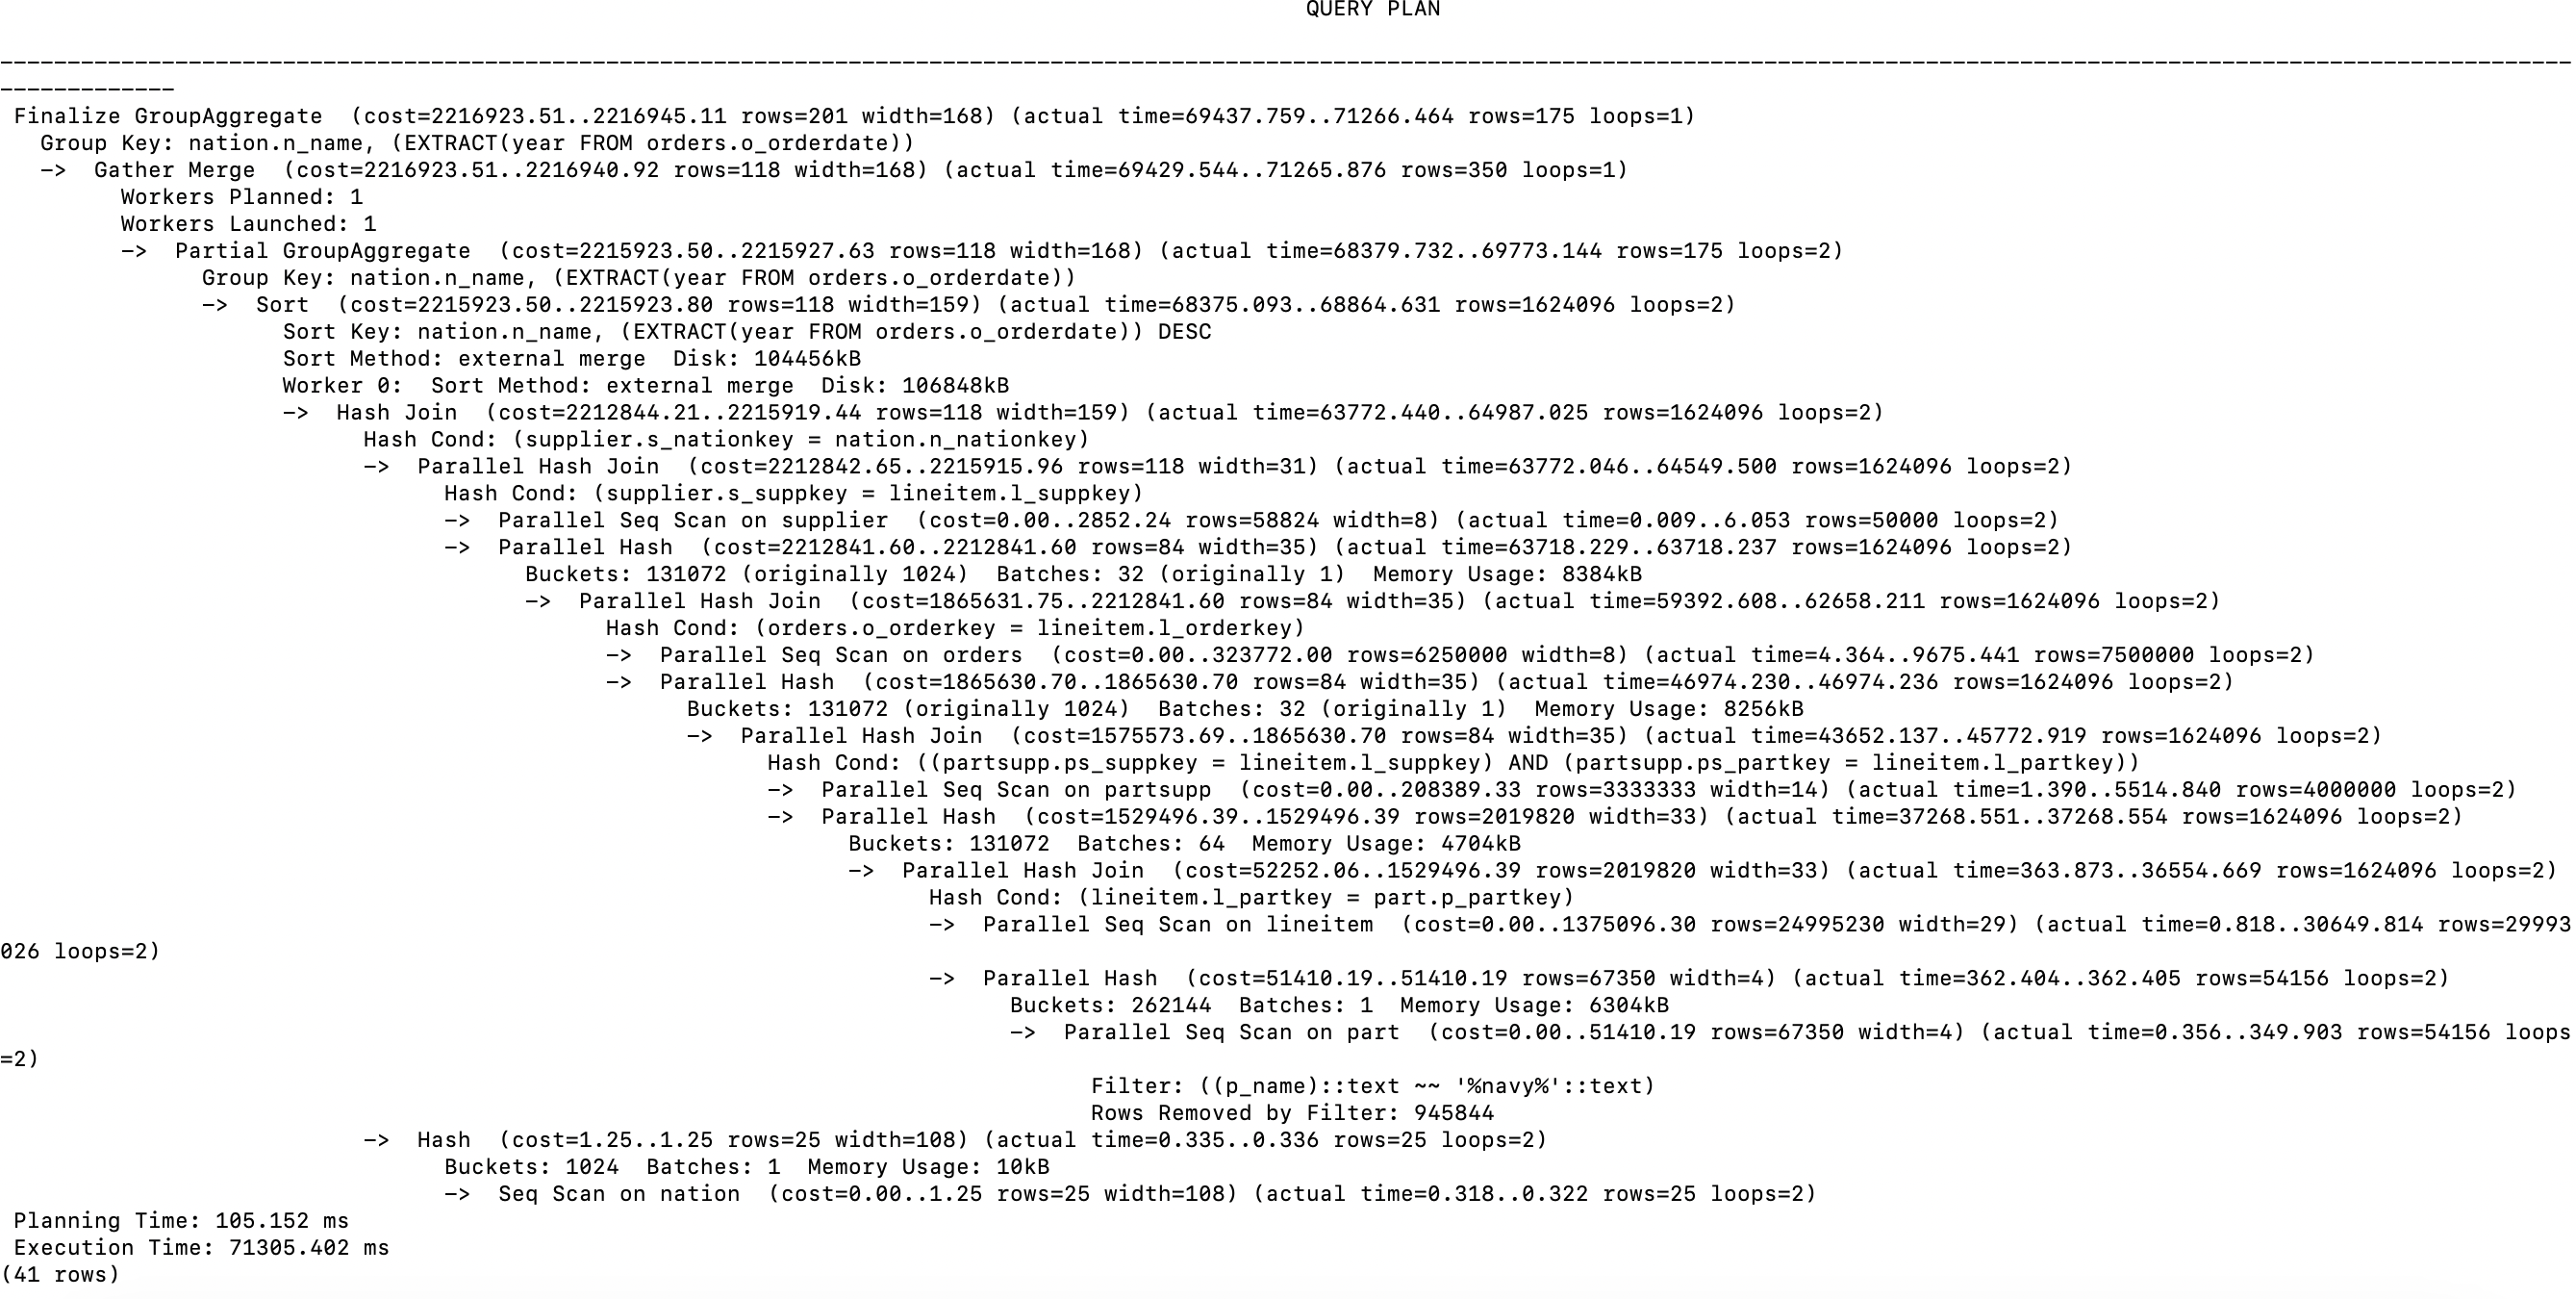 QUERY PLAN
-----------------------------------------------------------------------------------------------------------------------------------------------------------------------------------------------
-------------
Finalize GroupAggregate  (cost=2216923.51..2216945.11 rows=201 width=168) (actual time=69437.759..71266.464 rows=175 loops=1)
Group Key: nation.n_name, (EXTRACT(year FROM orders.o_orderdate))
->  Gather Merge  (cost=2216923.51..2216940.92 rows=118 width=168) (actual time=69429.544..71265.876 rows=350 loops=1)
Workers Planned: 1
Workers Launched: 1
->  Partial GroupAggregate  (cost=2215923.50..2215927.63 rows=118 width=168) (actual time=68379.732..69773.144 rows=175 loops=2)
Group Key: nation.n_name, (EXTRACT(year FROM orders.o_orderdate))
->  Sort  (cost=2215923.50..2215923.80 rows=118 width=159) (actual time=68375.093..68864.631 rows=1624096 loops=2)
Sort Key: nation.n_name, (EXTRACT(year FROM orders.o_orderdate)) DESC
Sort Method: external merge  Disk: 104456kB
Worker 0:  Sort Method: external merge  Disk: 106848kB
->  Hash Join  (cost=2212844.21..2215919.44 rows=118 width=159) (actual time=63772.440..64987.025 rows=1624096 loops=2)
Hash Cond: (supplier.s_nationkey = nation.n_nationkey)
->  Parallel Hash Join  (cost=2212842.65..2215915.96 rows=118 width=31) (actual time=63772.046..64549.500 rows=1624096 loops=2)
Hash Cond: (supplier.s_suppkey = lineitem.l_suppkey)
->  Parallel Seq Scan on supplier  (cost=0.00..2852.24 rows=58824 width=8) (actual time=0.009..6.053 rows=50000 loops=2)
->  Parallel Hash  (cost=2212841.60..2212841.60 rows=84 width=35) (actual time=63718.229..63718.237 rows=1624096 loops=2)
Buckets: 131072 (originally 1024)  Batches: 32 (originally 1)  Memory Usage: 8384kB
->  Parallel Hash Join  (cost=1865631.75..2212841.60 rows=84 width=35) (actual time=59392.608..62658.211 rows=1624096 loops=2)
Hash Cond: (orders.o_orderkey = lineitem.l_orderkey)
->  Parallel Seq Scan on orders  (cost=0.00..323772.00 rows=6250000 width=8) (actual time=4.364..9675.441 rows=7500000 loops=2)
->  Parallel Hash  (cost=1865630.70..1865630.70 rows=84 width=35) (actual time=46974.230..46974.236 rows=1624096 loops=2)
Buckets: 131072 (originally 1024)  Batches: 32 (originally 1)  Memory Usage: 8256kB
->  Parallel Hash Join  (cost=1575573.69..1865630.70 rows=84 width=35) (actual time=43652.137..45772.919 rows=1624096 loops=2)
Hash Cond: ((partsupp.ps_suppkey = lineitem.l_suppkey) AND (partsupp.ps_partkey = lineitem.l_partkey))
->  Parallel Seq Scan on partsupp  (cost=0.00..208389.33 rows=3333333 width=14) (actual time=1.390..5514.840 rows=4000000 loops=2)
->  Parallel Hash  (cost=1529496.39..1529496.39 rows=2019820 width=33) (actual time=37268.551..37268.554 rows=1624096 loops=2)
Buckets: 131072  Batches: 64  Memory Usage: 4704kB
->  Parallel Hash Join  (cost=52252.06..1529496.39 rows=2019820 width=33) (actual time=363.873..36554.669 rows=1624096 loops=2)
Hash Cond: (lineitem.l_partkey = part.p_partkey)
->  Parallel Seq Scan on lineitem  (cost=0.00..1375096.30 rows=24995230 width=29) (actual time=0.818..30649.814 rows=29993
026 loops=2)
->  Parallel Hash  (cost=51410.19..51410.19 rows=67350 width=4) (actual time=362.404..362.405 rows=54156 loops=2)
Buckets: 262144  Batches: 1  Memory Usage: 6304kB
->  Parallel Seq Scan on part  (cost=0.00..51410.19 rows=67350 width=4) (actual time=0.356..349.903 rows=54156 loops
=2)
Filter: ((p_name)::text ~~ '%navy%'::text)
Rows Removed by Filter: 945844
->  Hash  (cost=1.25..1.25 rows=25 width=108) (actual time=0.335..0.336 rows=25 loops=2)
Buckets: 1024  Batches: 1  Memory Usage: 10kB
->  Seq Scan on nation  (cost=0.00..1.25 rows=25 width=108) (actual time=0.318..0.322 rows=25 loops=2)
Planning Time: 105.152 ms
Execution Time: 71305.402 ms
(41 rows)